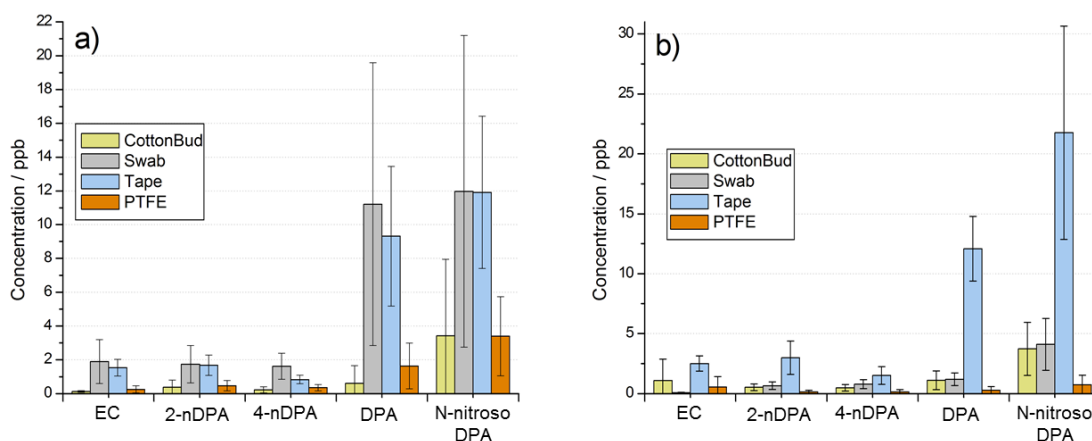 a)
Concentration / ppb
22
20
18
16
14
12
10
8
6
4
2
0
CottonBud
Swab
Tape
PTFE
EC 2-nDPA 4-nDPA DPA N-nitroso
DPA
b)
Concentration / ppb
30
25
20
15
10
5
0
CottonBud
Swab
Tape
PTFE
EC 2-nDPA 4-nDPA DPA N-nitroso
DPA